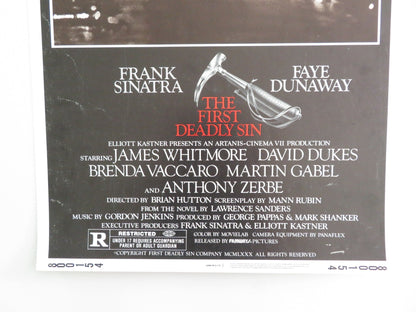 FRANK SINATRA
FAYE DUNAWAY
THE FIRST DEADLY SIN
ELLIOTT KASTNER PRESENTS AN ARTANIS-CINEMA VII PRODUCTION
STARRING JAMES WHITMORE DAVID DUKES
BRENDA VACCARO MARTIN GABEL
AND ANTHONY ZERBE
DIRECTED BY BRIAN HUTTON SCREENPLAY BY MANN RUBIN
FROM THE NOVEL BY LAWRENCE SANDERS
MUSIC BY GORDON JENKINS PRODUCED BY GEORGE PAPPAS & MARK SHANKER
EXECUTIVE PRODUCERS FRANK SINATRA & ELLIOTT KASTNER
R RESTRICTED
UNDER 17 REQUIRES ACCOMPANYING
PARENT OR ADULT GUARDIAN
COLOR BY MOVIELAB CAMERA EQUIPMENT BY PANAFLEX
RELEASED BY FILMWAYS PICTURES
©COPYRIGHT FIRST DEADLY SIN COMPANY MCMLXXX ALL RIGHTS RESERVED
800154
800154